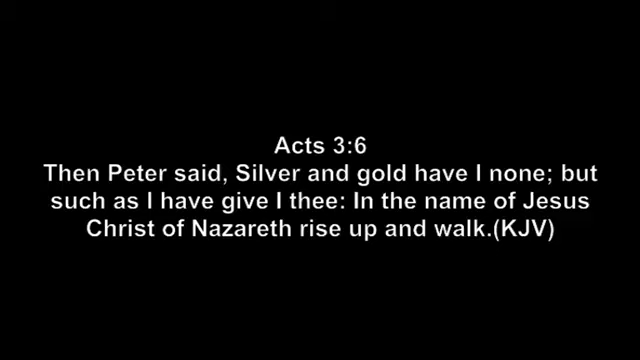 Acts 3:6
Then Peter said, Silver and gold have I none; but
such as I have give I thee: In the name of Jesus
Christ of Nazareth rise up and walk.(KJV)